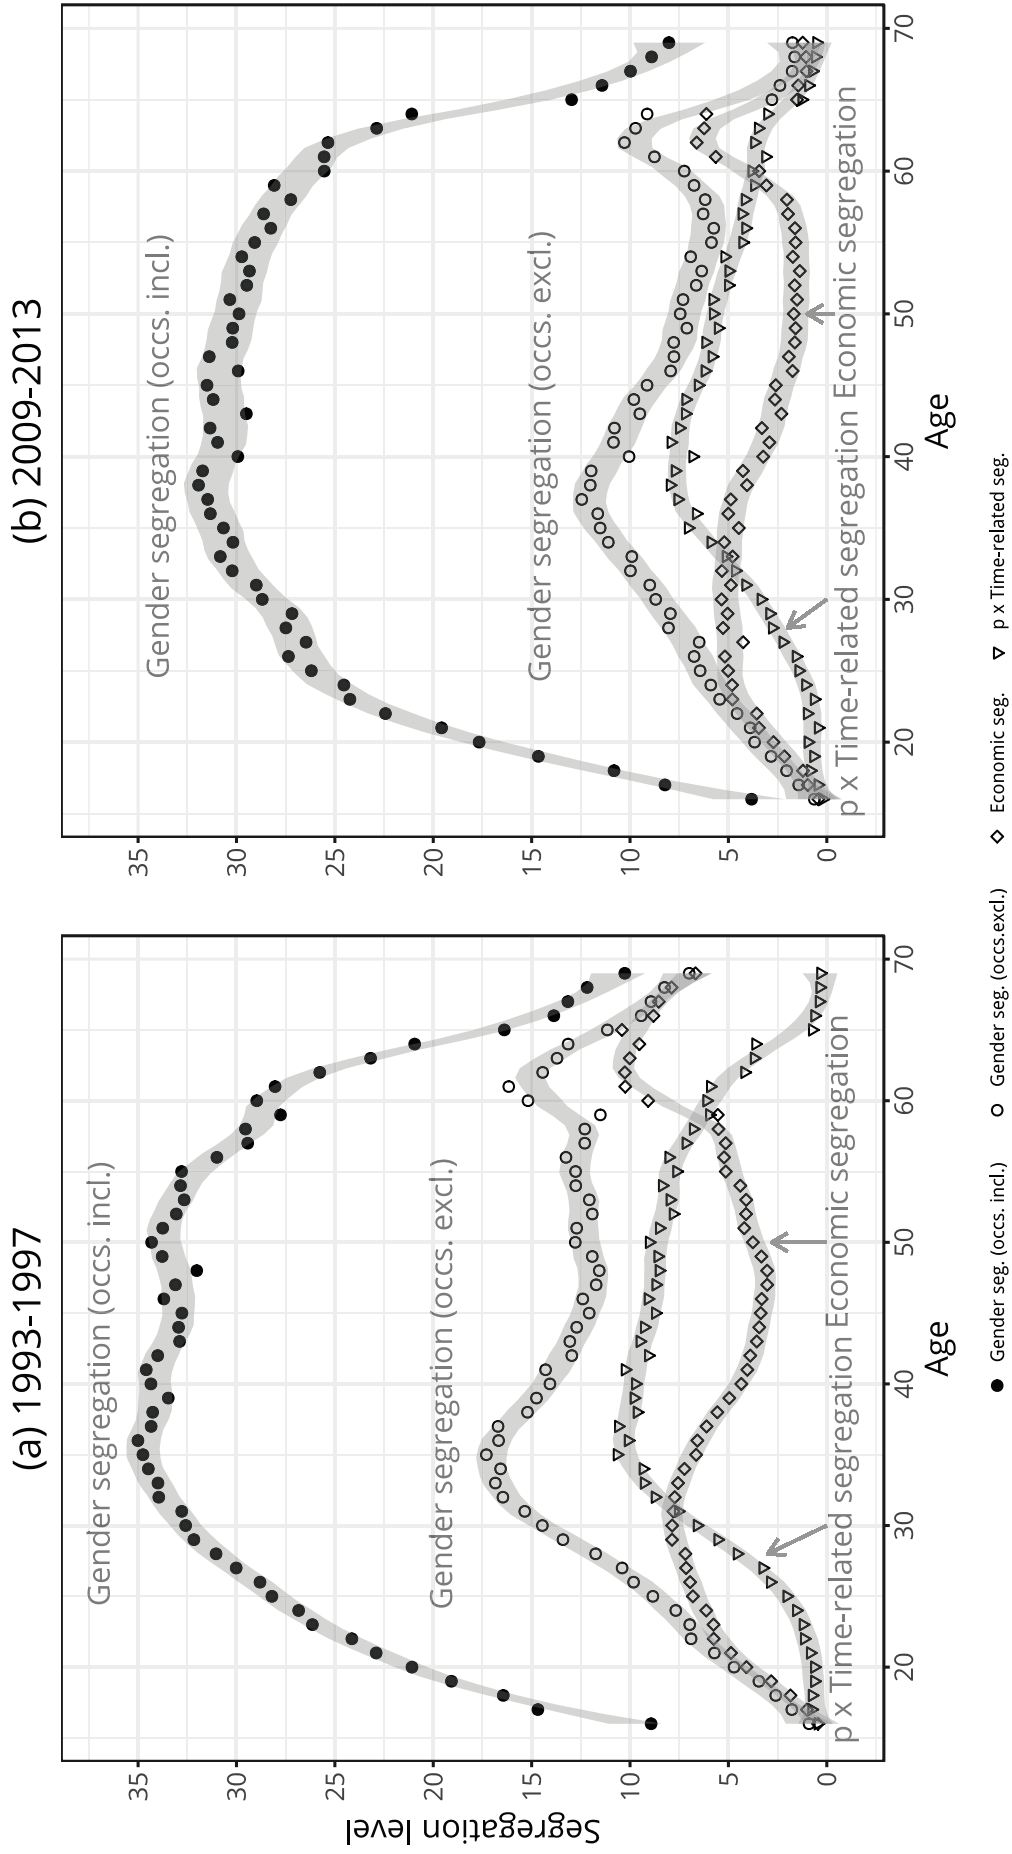 (a) 1993-1997
Segregation level
35
30
25
20
15
10
5
0
Gender segregation (occs. incl.)
Gender segregation (occs. excl.)
p x Time-related segregation Economic segregation
20
30
40
50
60
70
Age
(b) 2009-2013
35
30
25
20
15
10
5
0
Gender segregation (occs. incl.)
Gender segregation (occs. excl.)
p x Time-related segregation Economic segregation
20
30
40
50
60
70
Age
Gender seg. (occs. incl.)
Gender seg. (occs.excl.)
Economic seg.
p x Time-related seg.